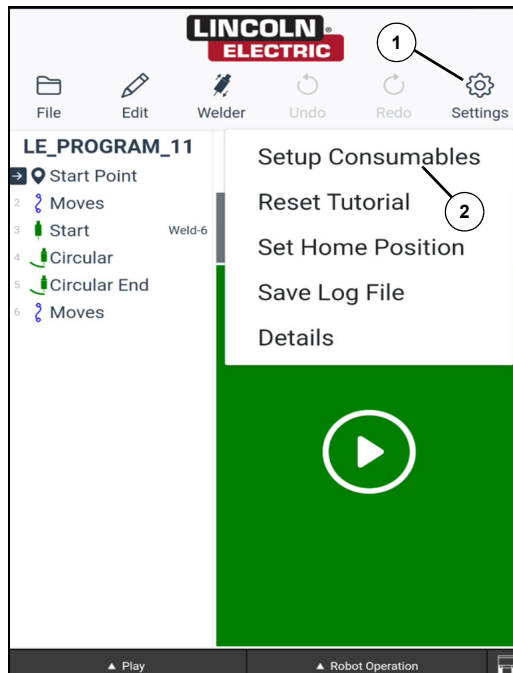 LINCOLN®
ELECTRIC
1
File Edit Welder Undo Redo Settings
LE_PROGRAM_11
Start Point
2 Moves
3 Start Weld-6
4 Circular
5 Circular End
6 Moves
Setup Consumables
2
Reset Tutorial
Set Home Position
Save Log File
Details
▲ Play ▲ Robot Operation